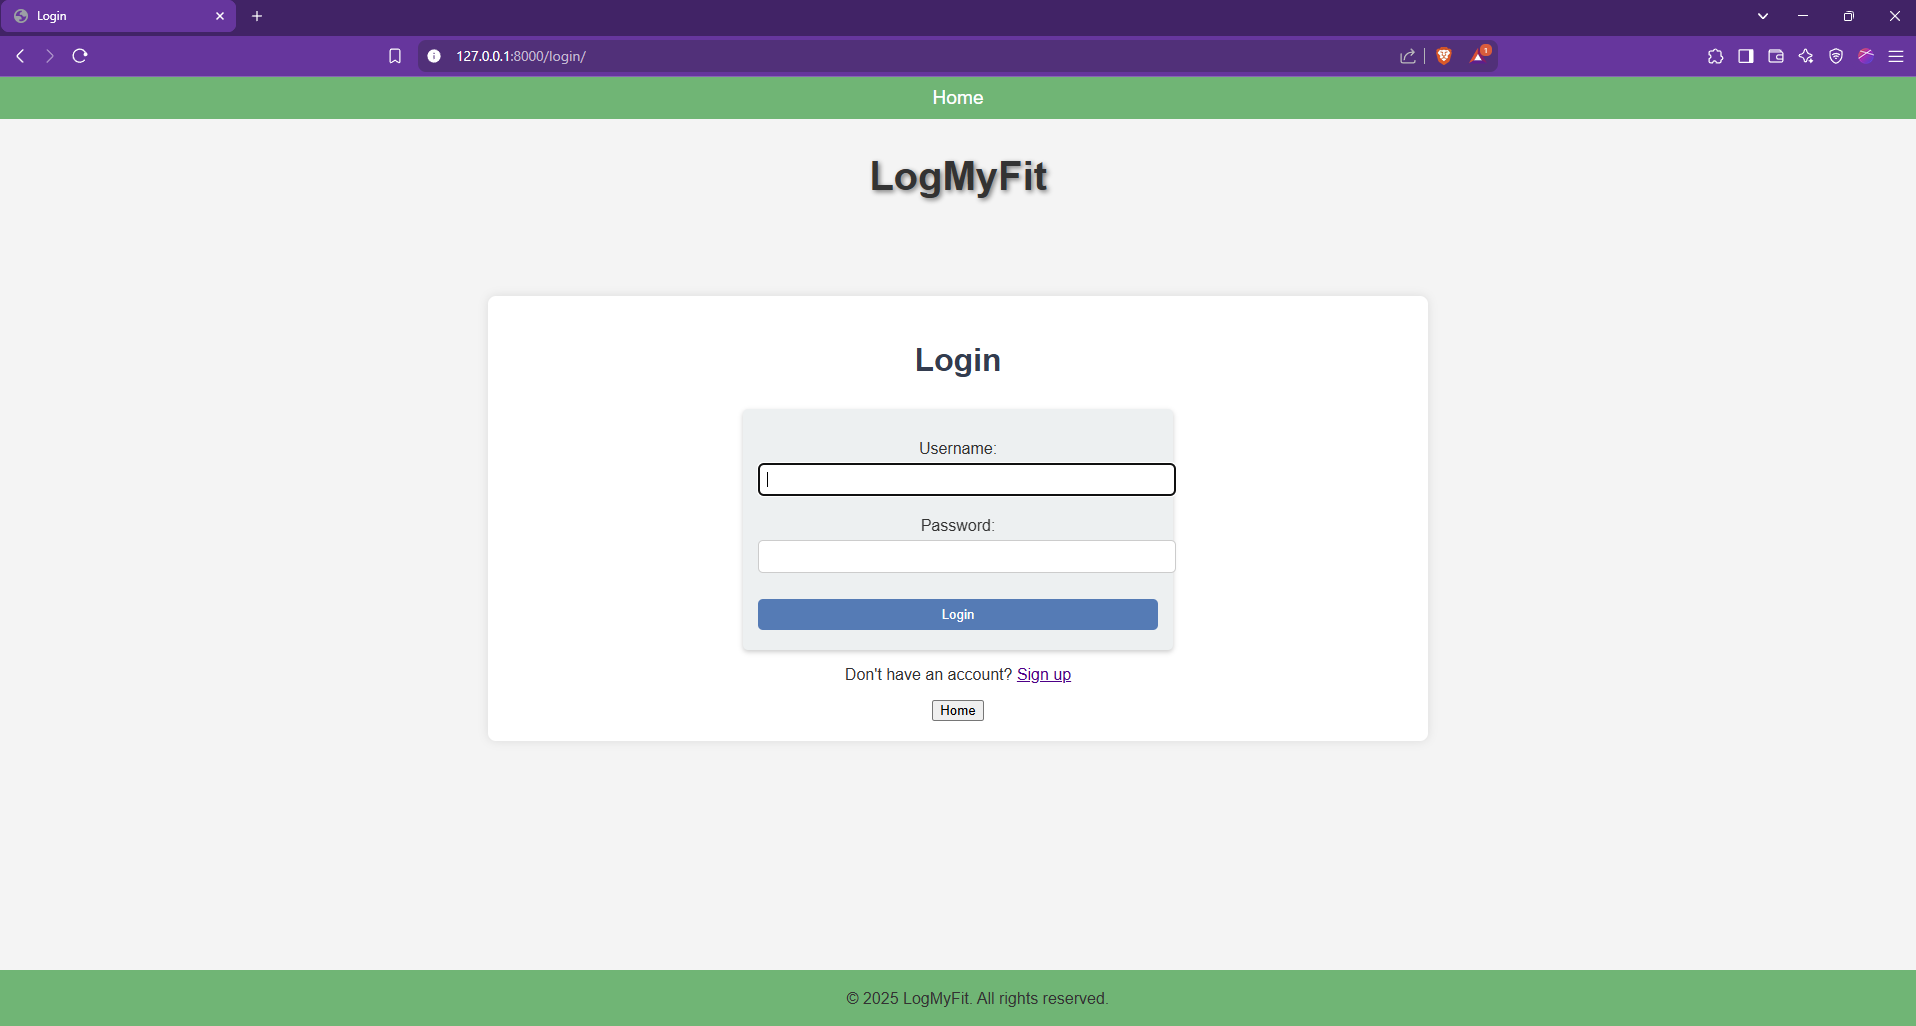 Login
127.0.0.1:8000/login/
1
Home
LogMyFit
Login
Username:
Password:
Login
Don't have an account? Sign up
Home
© 2025 LogMyFit. All rights reserved.